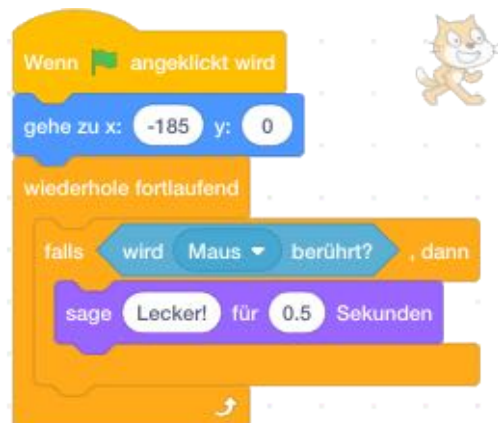 Wenn angeklickt wird
gehe zu x: -185 y: 0
wiederhole fortlaufend
falls wird Maus berührt? , dann
sage Lecker! für 0.5 Sekunden